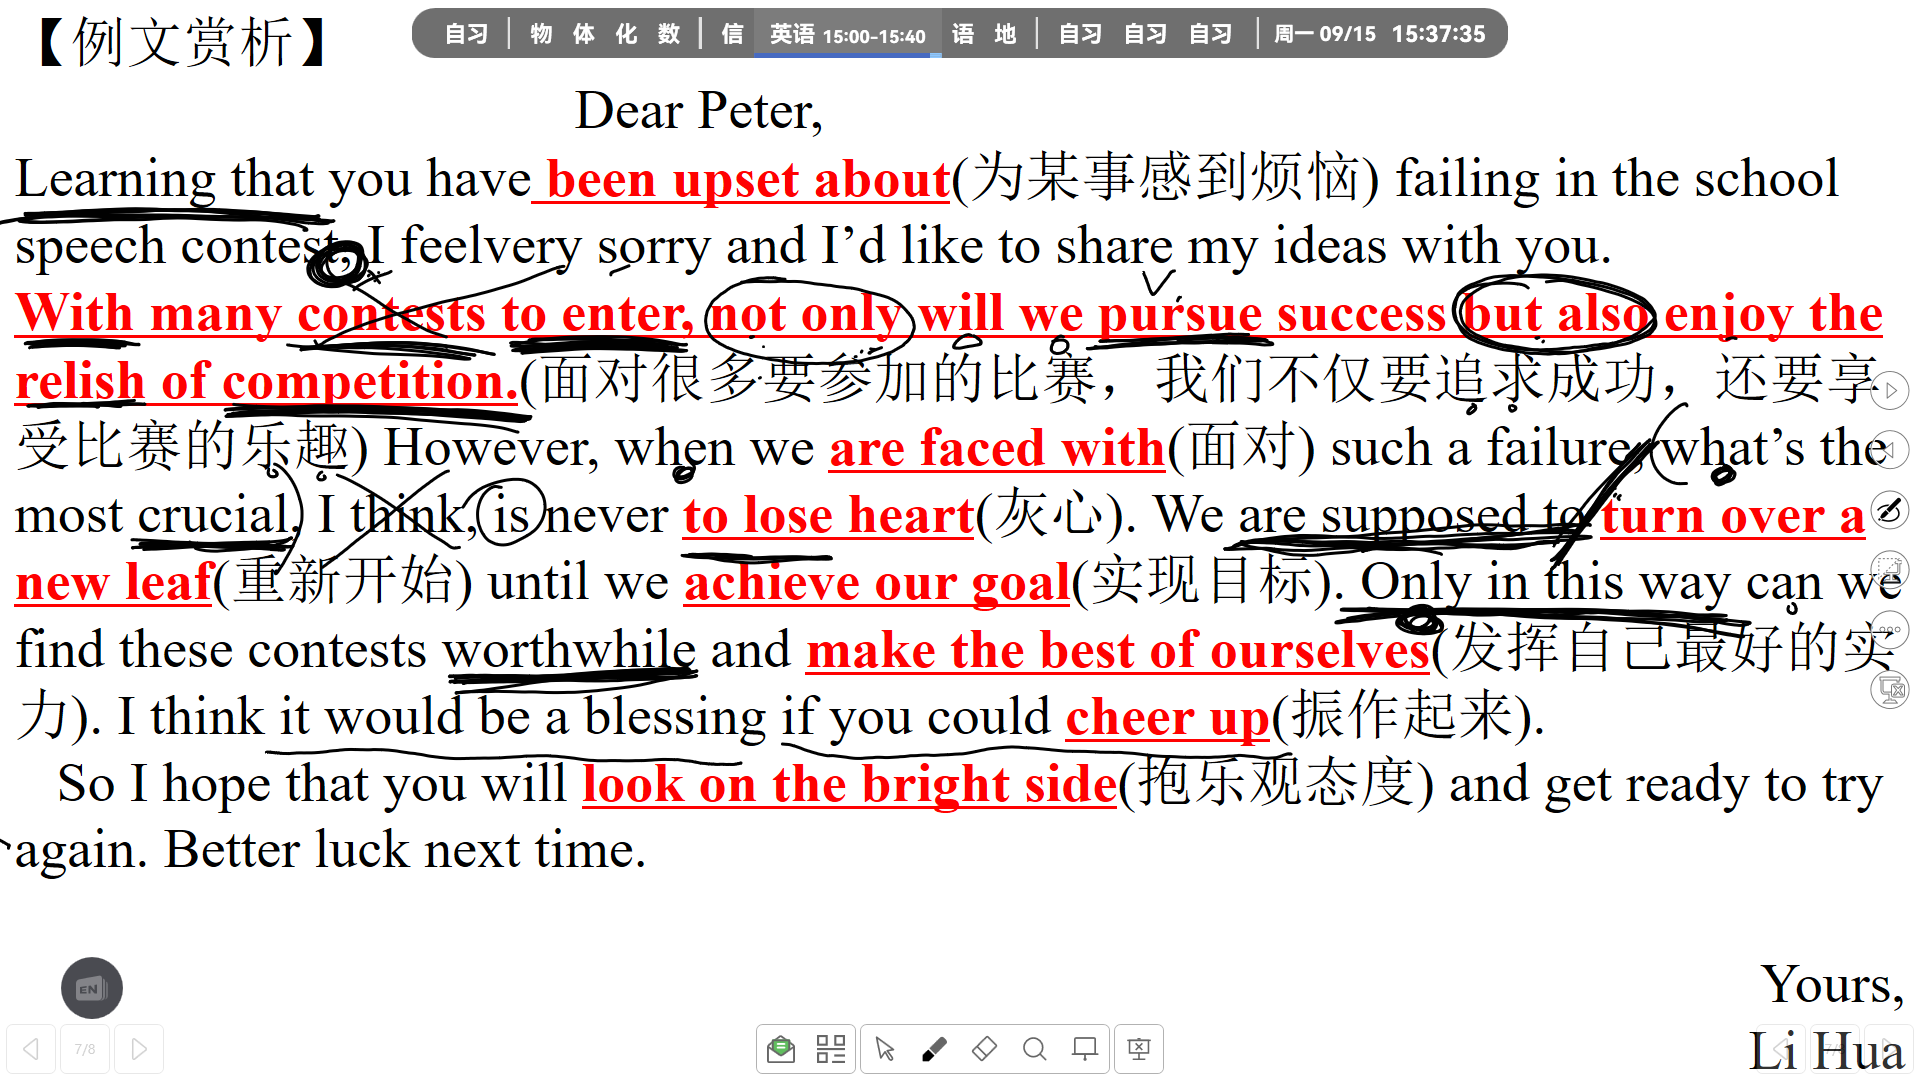 【例文赏析】
自习 物 体 化 数 信 英语 15:00-15:40 语 地 自习 自习 自习 周一 09/15 15:37:35
Dear Peter,
Learning that you have been upset about(为某事感到烦恼) failing in the school
speech contest, I feelvery sorry and I’d like to share my ideas with you.
With many contests to enter, not only will we pursue success but also enjoy the
relish of competition.(面对很多要参加的比赛，我们不仅要追求成功，还要享
受比赛的乐趣) However, when we are faced with(面对) such a failure, what’s the
most crucial, I think, is never to lose heart(灰心). We are supposed to turn over a
new leaf(重新开始) until we achieve our goal(实现目标). Only in this way can we
find these contests worthwhile and make the best of ourselves(发挥自己最好的实
力). I think it would be a blessing if you could cheer up(振作起来).
So I hope that you will look on the bright side(抱乐观态度) and get ready to try
again. Better luck next time.
Yours,
Li Hua
EN
7/8